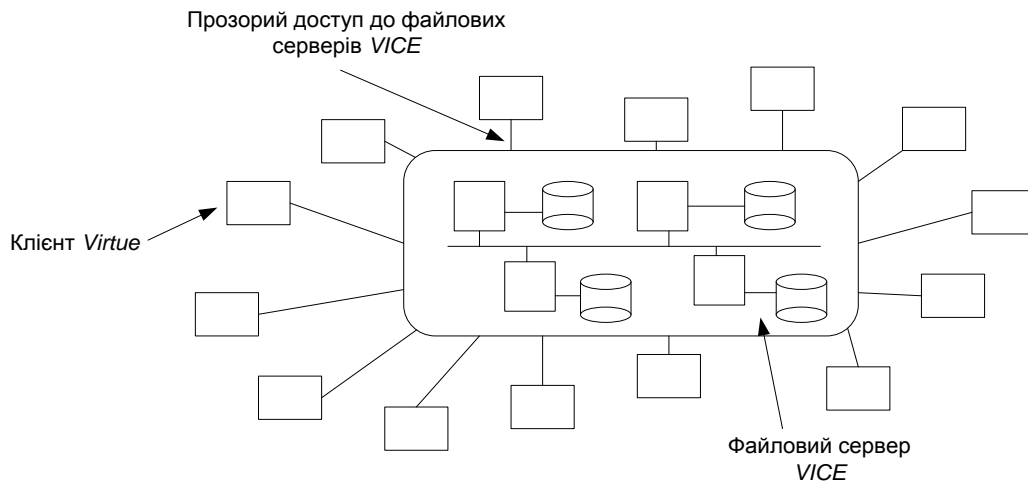 Прозорий доступ до файлових
серверів VICE
Клієнт Virtue
Файловий сервер
VICE